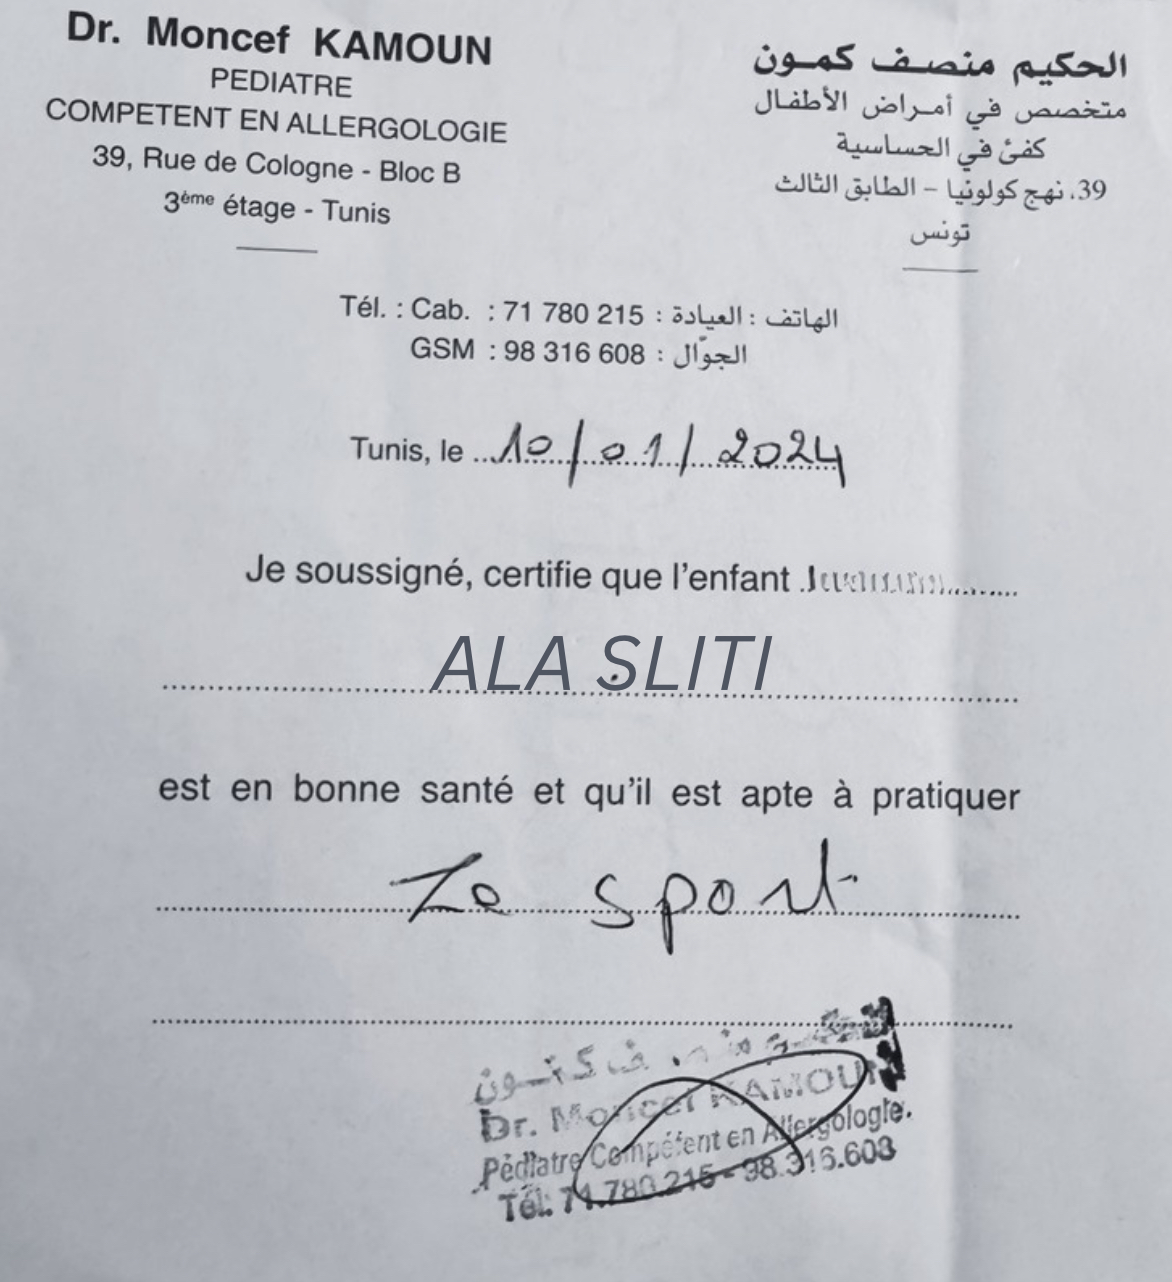 Dr. Moncef KAMOUN
PEDIATRE
COMPETENT EN ALLERGOLOGIE
39, Rue de Cologne - Bloc B
3ème étage - Tunis
الحكيم منصف كمون
متخصص في أمراض الأطفال
كفئ في الحساسية
39، نهج كولونيا - الطابق الثالث
تونس
Tél. : Cab. : 71 780 215 : الهاتف : العيادة
GSM : 98 316 608 : الجوّال
Tunis, le 10/01/2024
Je soussigné, certifie que l'enfant
ALA SLITI
est en bonne santé et qu'il est apte à pratiquer
Le sport
Dr. Moncef KAMOUN
Pédiatre Compétent en Allergologie.
Tél: 71.780.215 - 98.316.608